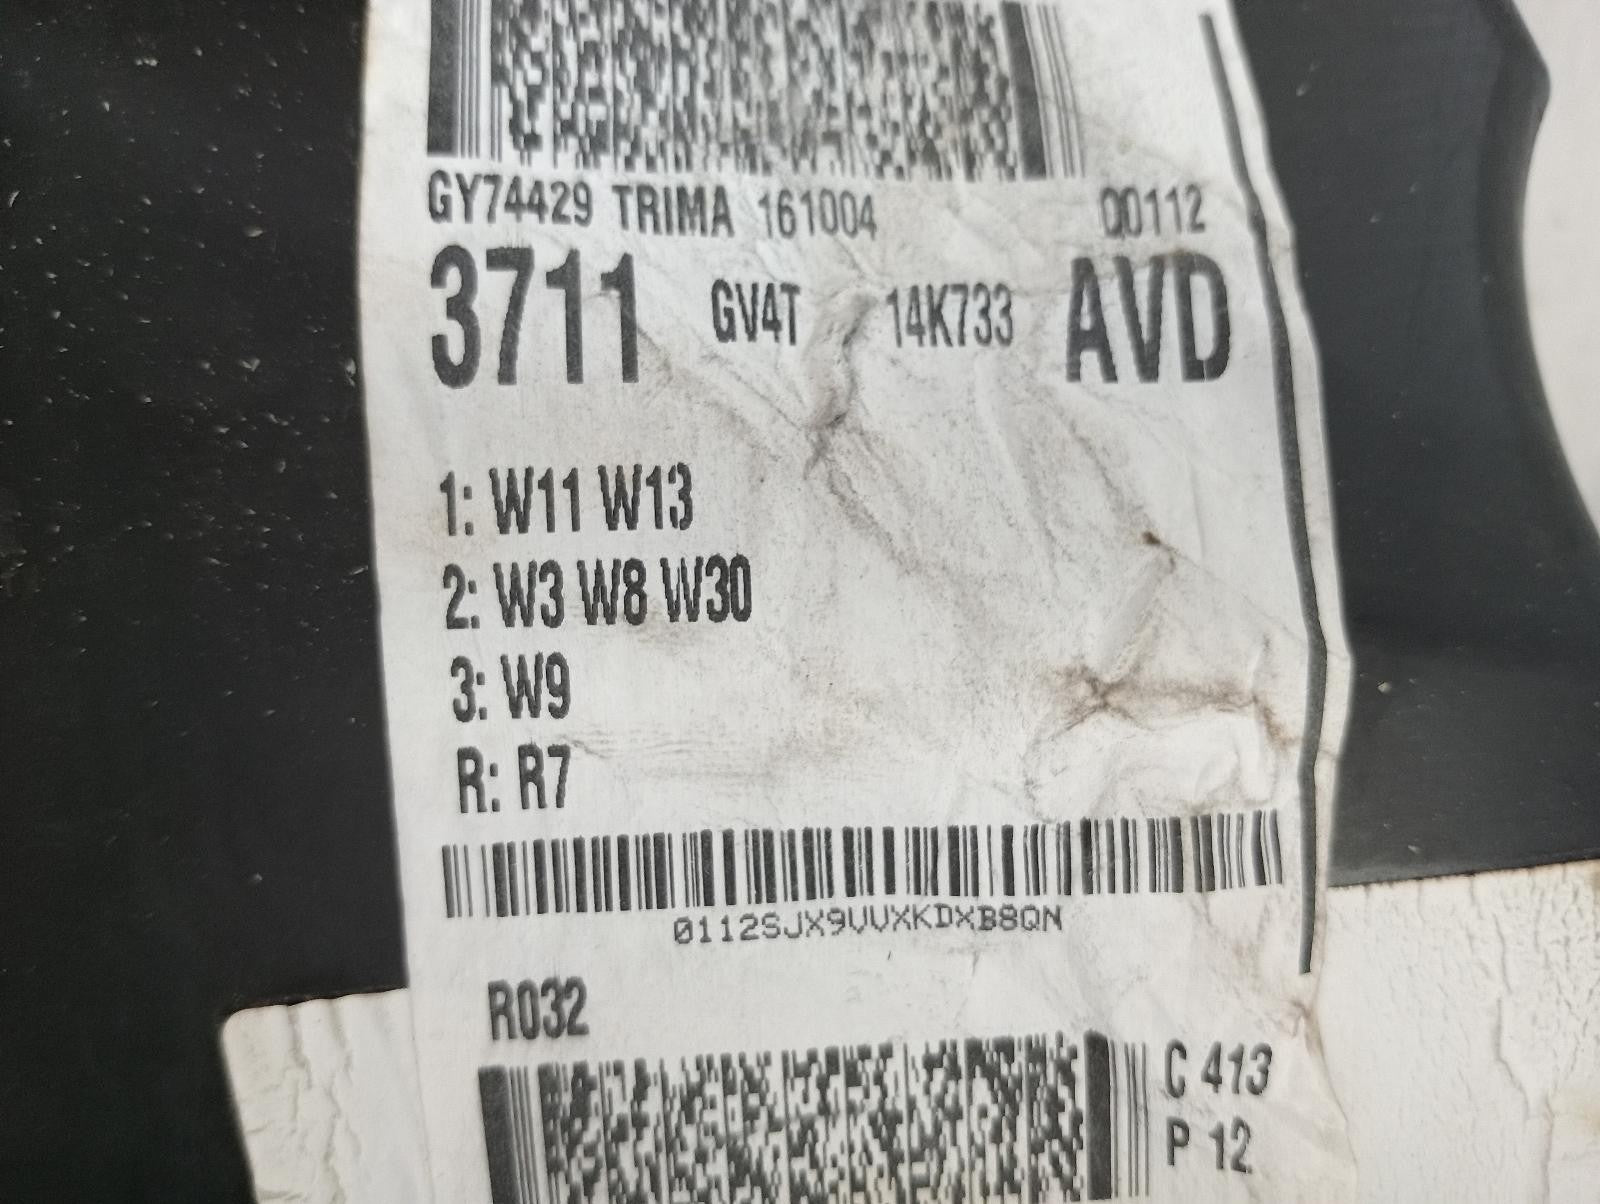 GY74429 TRIMA 161004 Q0112
3711 GV4T 14K733 AVD
1: W11 W13
2: W3 W8 W30
3: W9
R: R7
0112SJX9VVXKDXB8QN
R032
C 413
P 12